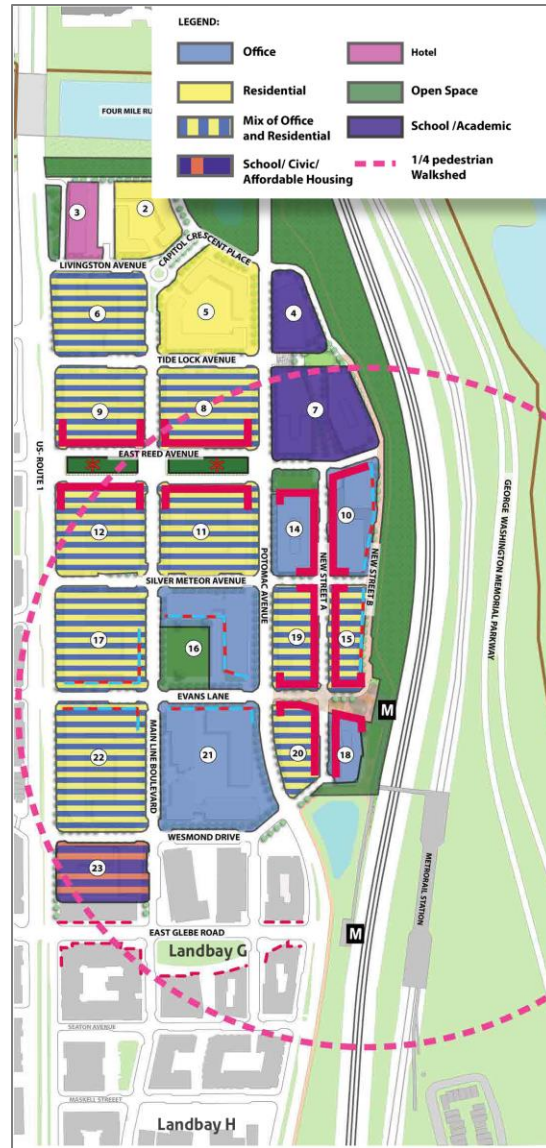 LEGEND:
Office
Hotel
Residential
Open Space
Mix of Office
and Residential
School /Academic
School/ Civic/
Affordable Housing
1/4 pedestrian
Walkshed
FOUR MILE RU
3
2
CAPITOL CRESCENT PLACE
LIVINGSTON AVENUE
6
5
4
TIDE LOCK AVENUE
9
8
7
US- ROUTE 1
EAST REED AVENUE
GEORGE WASHINGTON MEMORIAL PARKWAY
12
11
14
10
POTOMAC AVENUE
NEW STREET A
NEW STREET B
SILVER METEOR AVENUE
17
16
19
15
EVANS LANE
M
MAIN LINE BOULEVARD
22
21
20
18
WESMOND DRIVE
METRORAIL STATION
23
M
EAST GLEBE ROAD
Landbay G
SEATON AVENUE
MASKELL STREEET
Landbay H